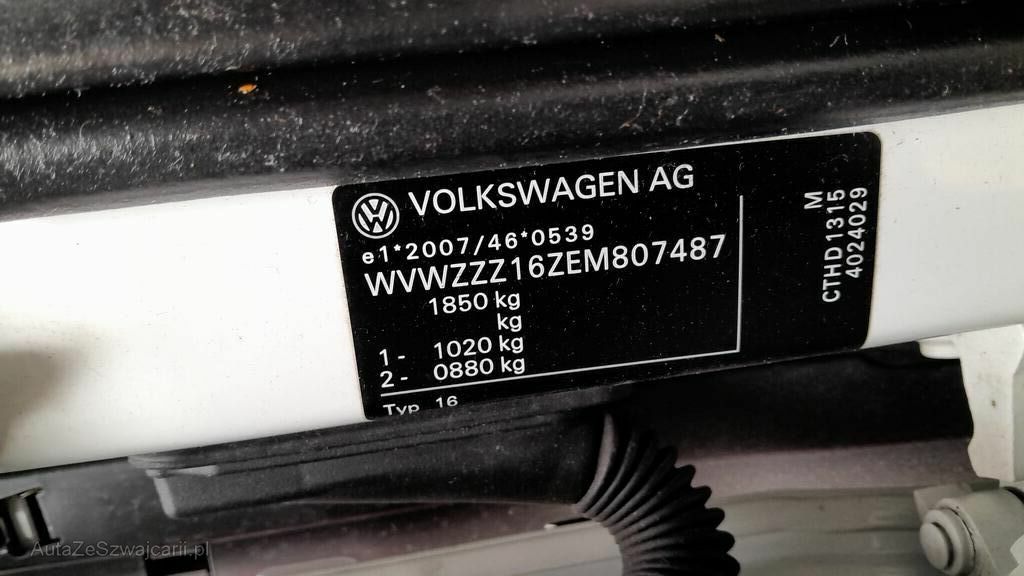 VOLKSWAGEN AG
e1*2007/46*0539
WVWZZZ16ZEM807487
1850 kg
kg
1 - 1020 kg
2 - 0880 kg
Typ 16
M
CTHD1315
4024029
AutaZeSzwajcarii.pl